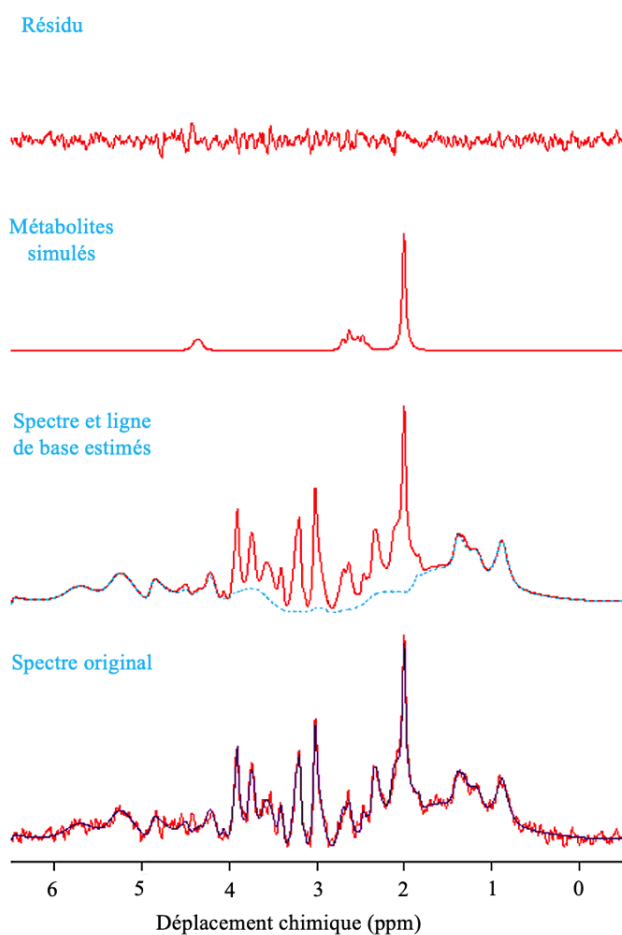 Résidu
Métabolites
simulés
Spectre et ligne
de base estimés
Spectre original
6 5 4 3 2 1 0
Déplacement chimique (ppm)